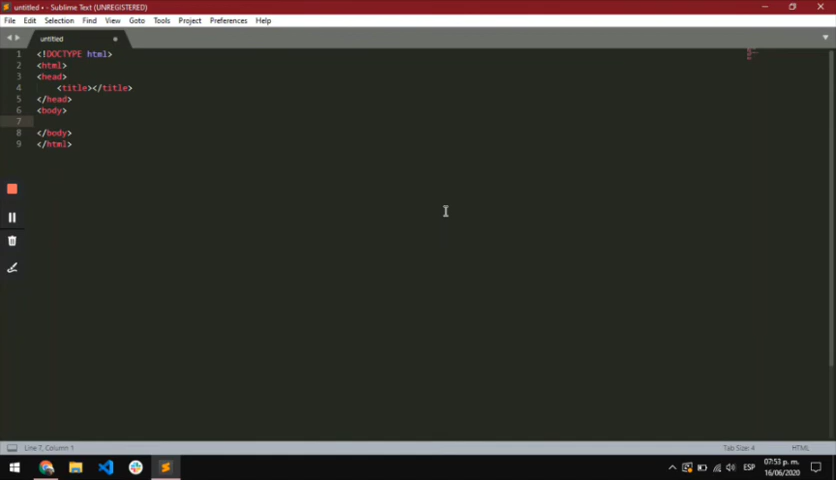 untitled • - Sublime Text (UNREGISTERED)
File Edit Selection Find View Goto Tools Project Preferences Help
untitled
1 <!DOCTYPE html>
2 <html>
3 <head>
4 <title></title>
5 </head>
6 <body>
7
8 </body>
9 </html>
Line 7, Column 1
Tab Size: 4
HTML
ESP
07:53 p. m.
16/06/2020